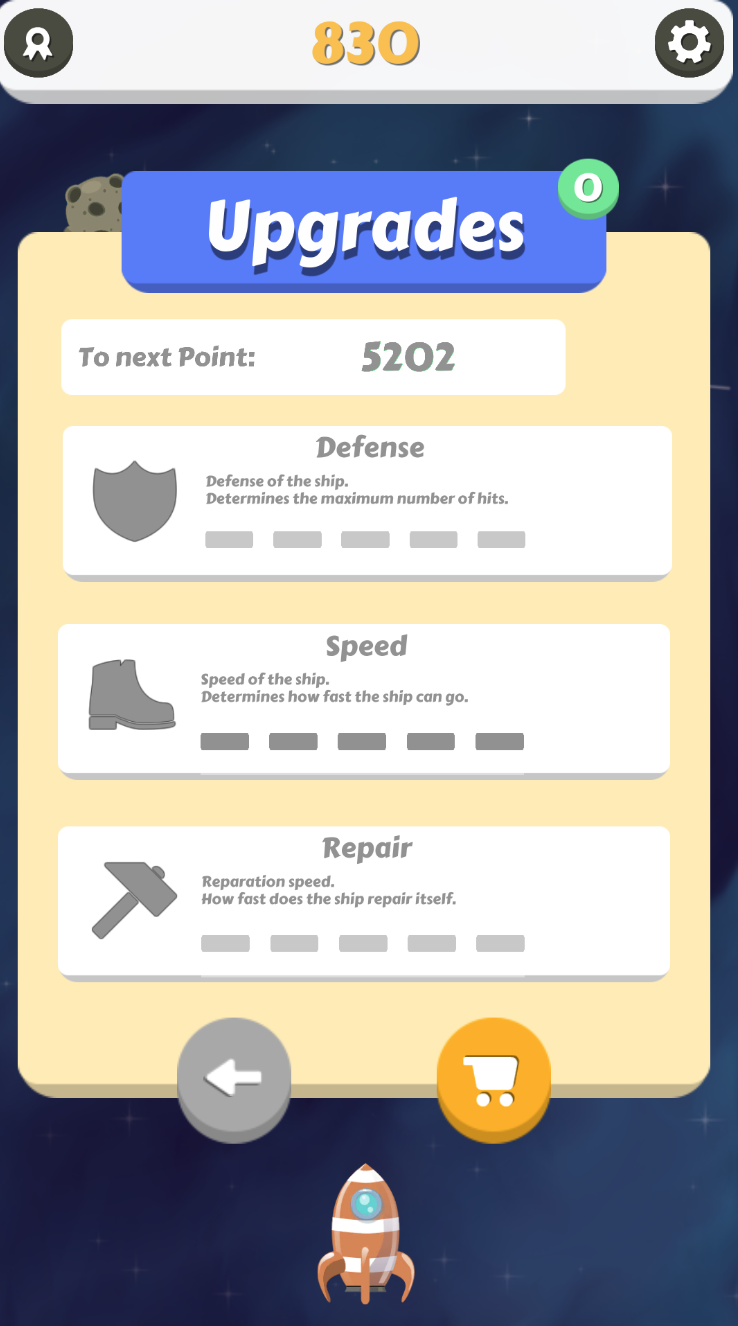 830
Upgrades
0
To next Point: 5202
Defense
Defense of the ship.
Determines the maximum number of hits.
Speed
Speed of the ship.
Determines how fast the ship can go.
Repair
Reparation speed.
How fast does the ship repair itself.